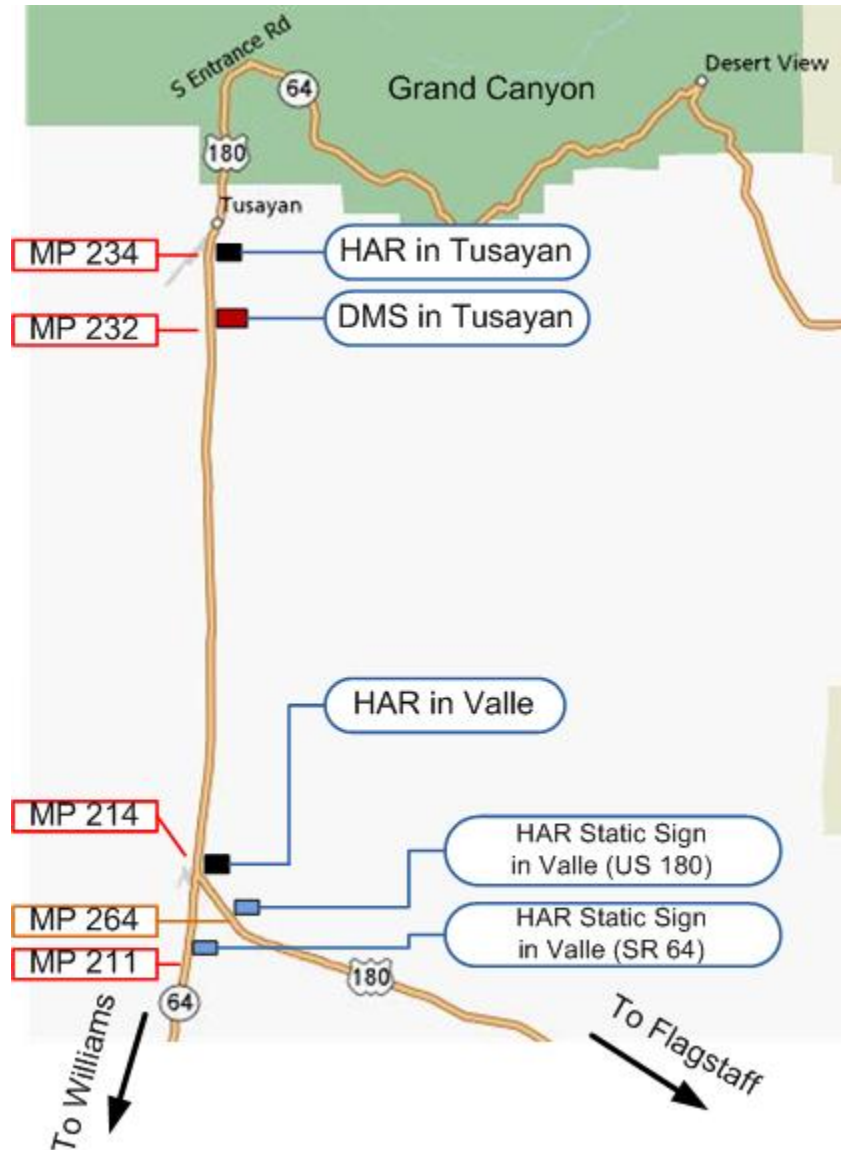 S Entrance Rd
64
Grand Canyon
Desert View
180
Tusayan
MP 234
HAR in Tusayan
MP 232
DMS in Tusayan
HAR in Valle
MP 214
HAR Static Sign
in Valle (US 180)
MP 264
HAR Static Sign
in Valle (SR 64)
MP 211
180
64
To Williams
To Flagstaff